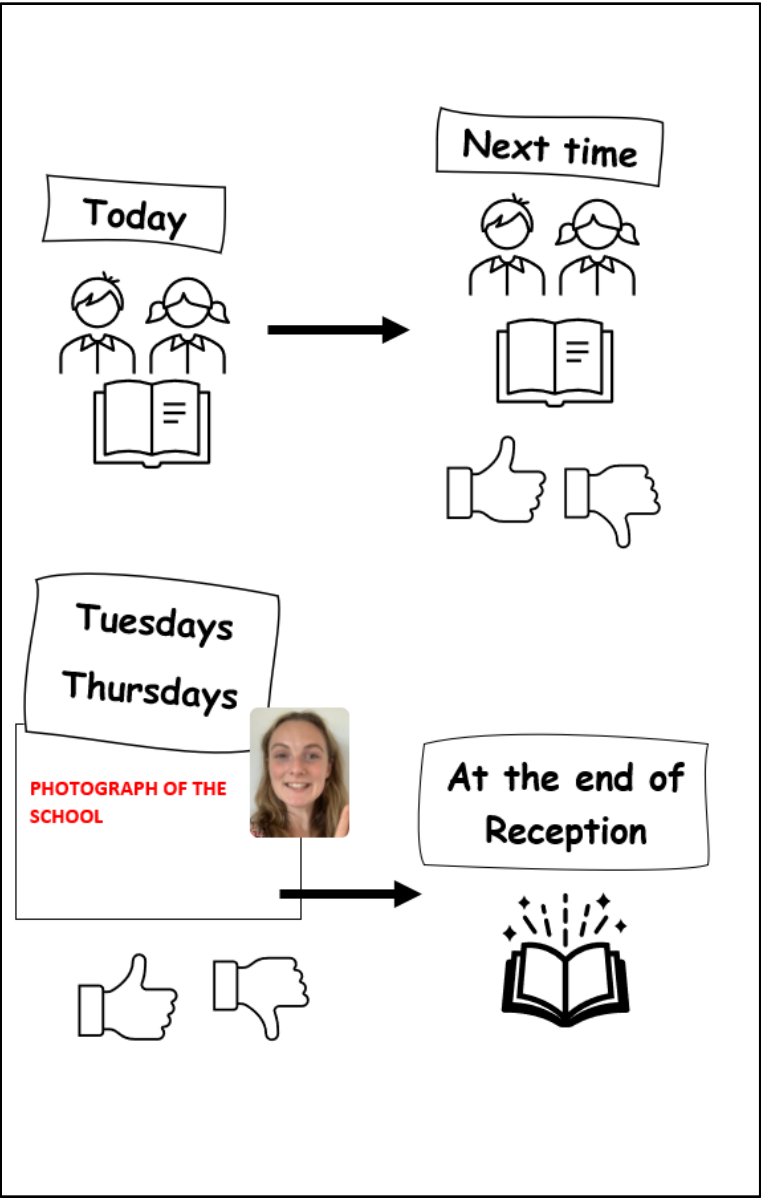 Today
Next time
Tuesdays
Thursdays
PHOTOGRAPH OF THE
SCHOOL
At the end of
Reception